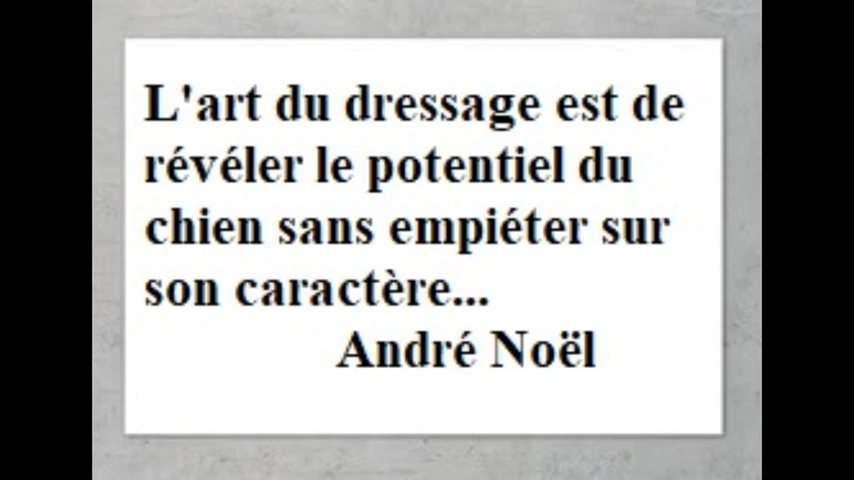 L'art du dressage est de
révéler le potentiel du
chien sans empiéter sur
son caractère...
André Noël